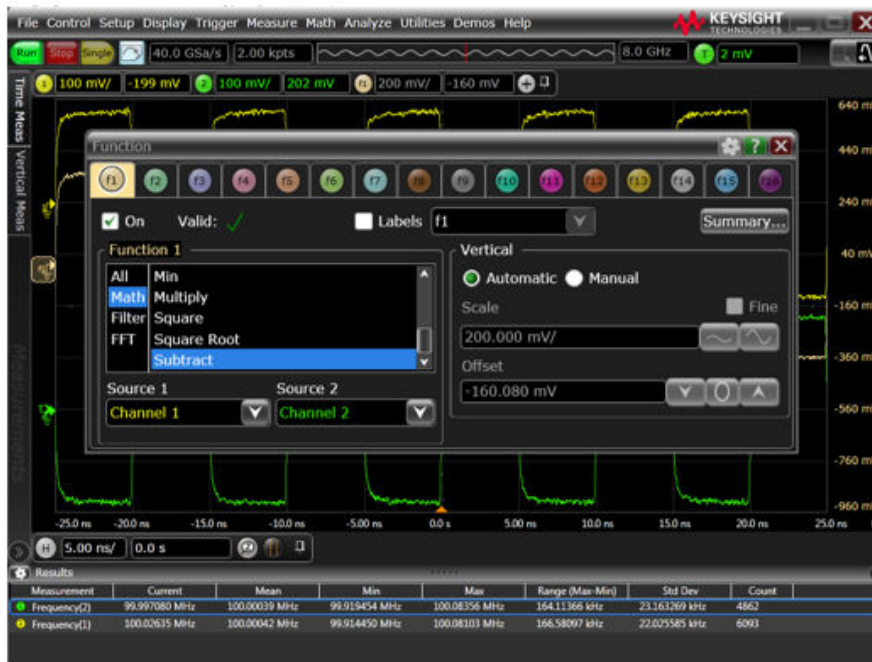 File Control Setup Display Trigger Measure Math Analyze Utilities Demos Help
KEYSIGHT
TECHNOLOGIES
Run Stop Single 40.0 GSa/s 2.00 kpts 8.0 GHz T 2 mV
1 100 mV/ -199 mV 2 100 mV/ 202 mV f1 200 mV/ -160 mV
Time Meas
Vertical Meas
Measurements
640 m
440 m
240 m
40 mV
-160 m
-360 m
-560 m
-760 m
-960 m
Function
f1 f2 f3 f4 f5 f6 f7 f8 f9 f10 f11 f12 f13 f14 f15 f16
On Valid: Labels f1 Summary...
Function 1
All Min
Math Multiply
Filter Square
FFT Square Root
Subtract
Source 1 Source 2
Channel 1 Channel 2
Vertical
Automatic Manual
Scale Fine
200.000 mV/
Offset
-160.080 mV 0
-25.0 ns -20.0 ns -15.0 ns -10.0 ns -5.00 ns 0.0 s 5.00 ns 10.0 ns 15.0 ns 20.0 ns 25.0 ns
H 5.00 ns/ 0.0 s
Results
Measurement Current Mean Min Max Range (Max-Min) Std Dev Count
Frequency(2) 99.997080 MHz 100.00039 MHz 99.919454 MHz 100.08356 MHz 164.11366 kHz 23.163269 kHz 4862
Frequency(1) 100.02635 MHz 100.00042 MHz 99.914450 MHz 100.08103 MHz 166.58097 kHz 22.025585 kHz 6093